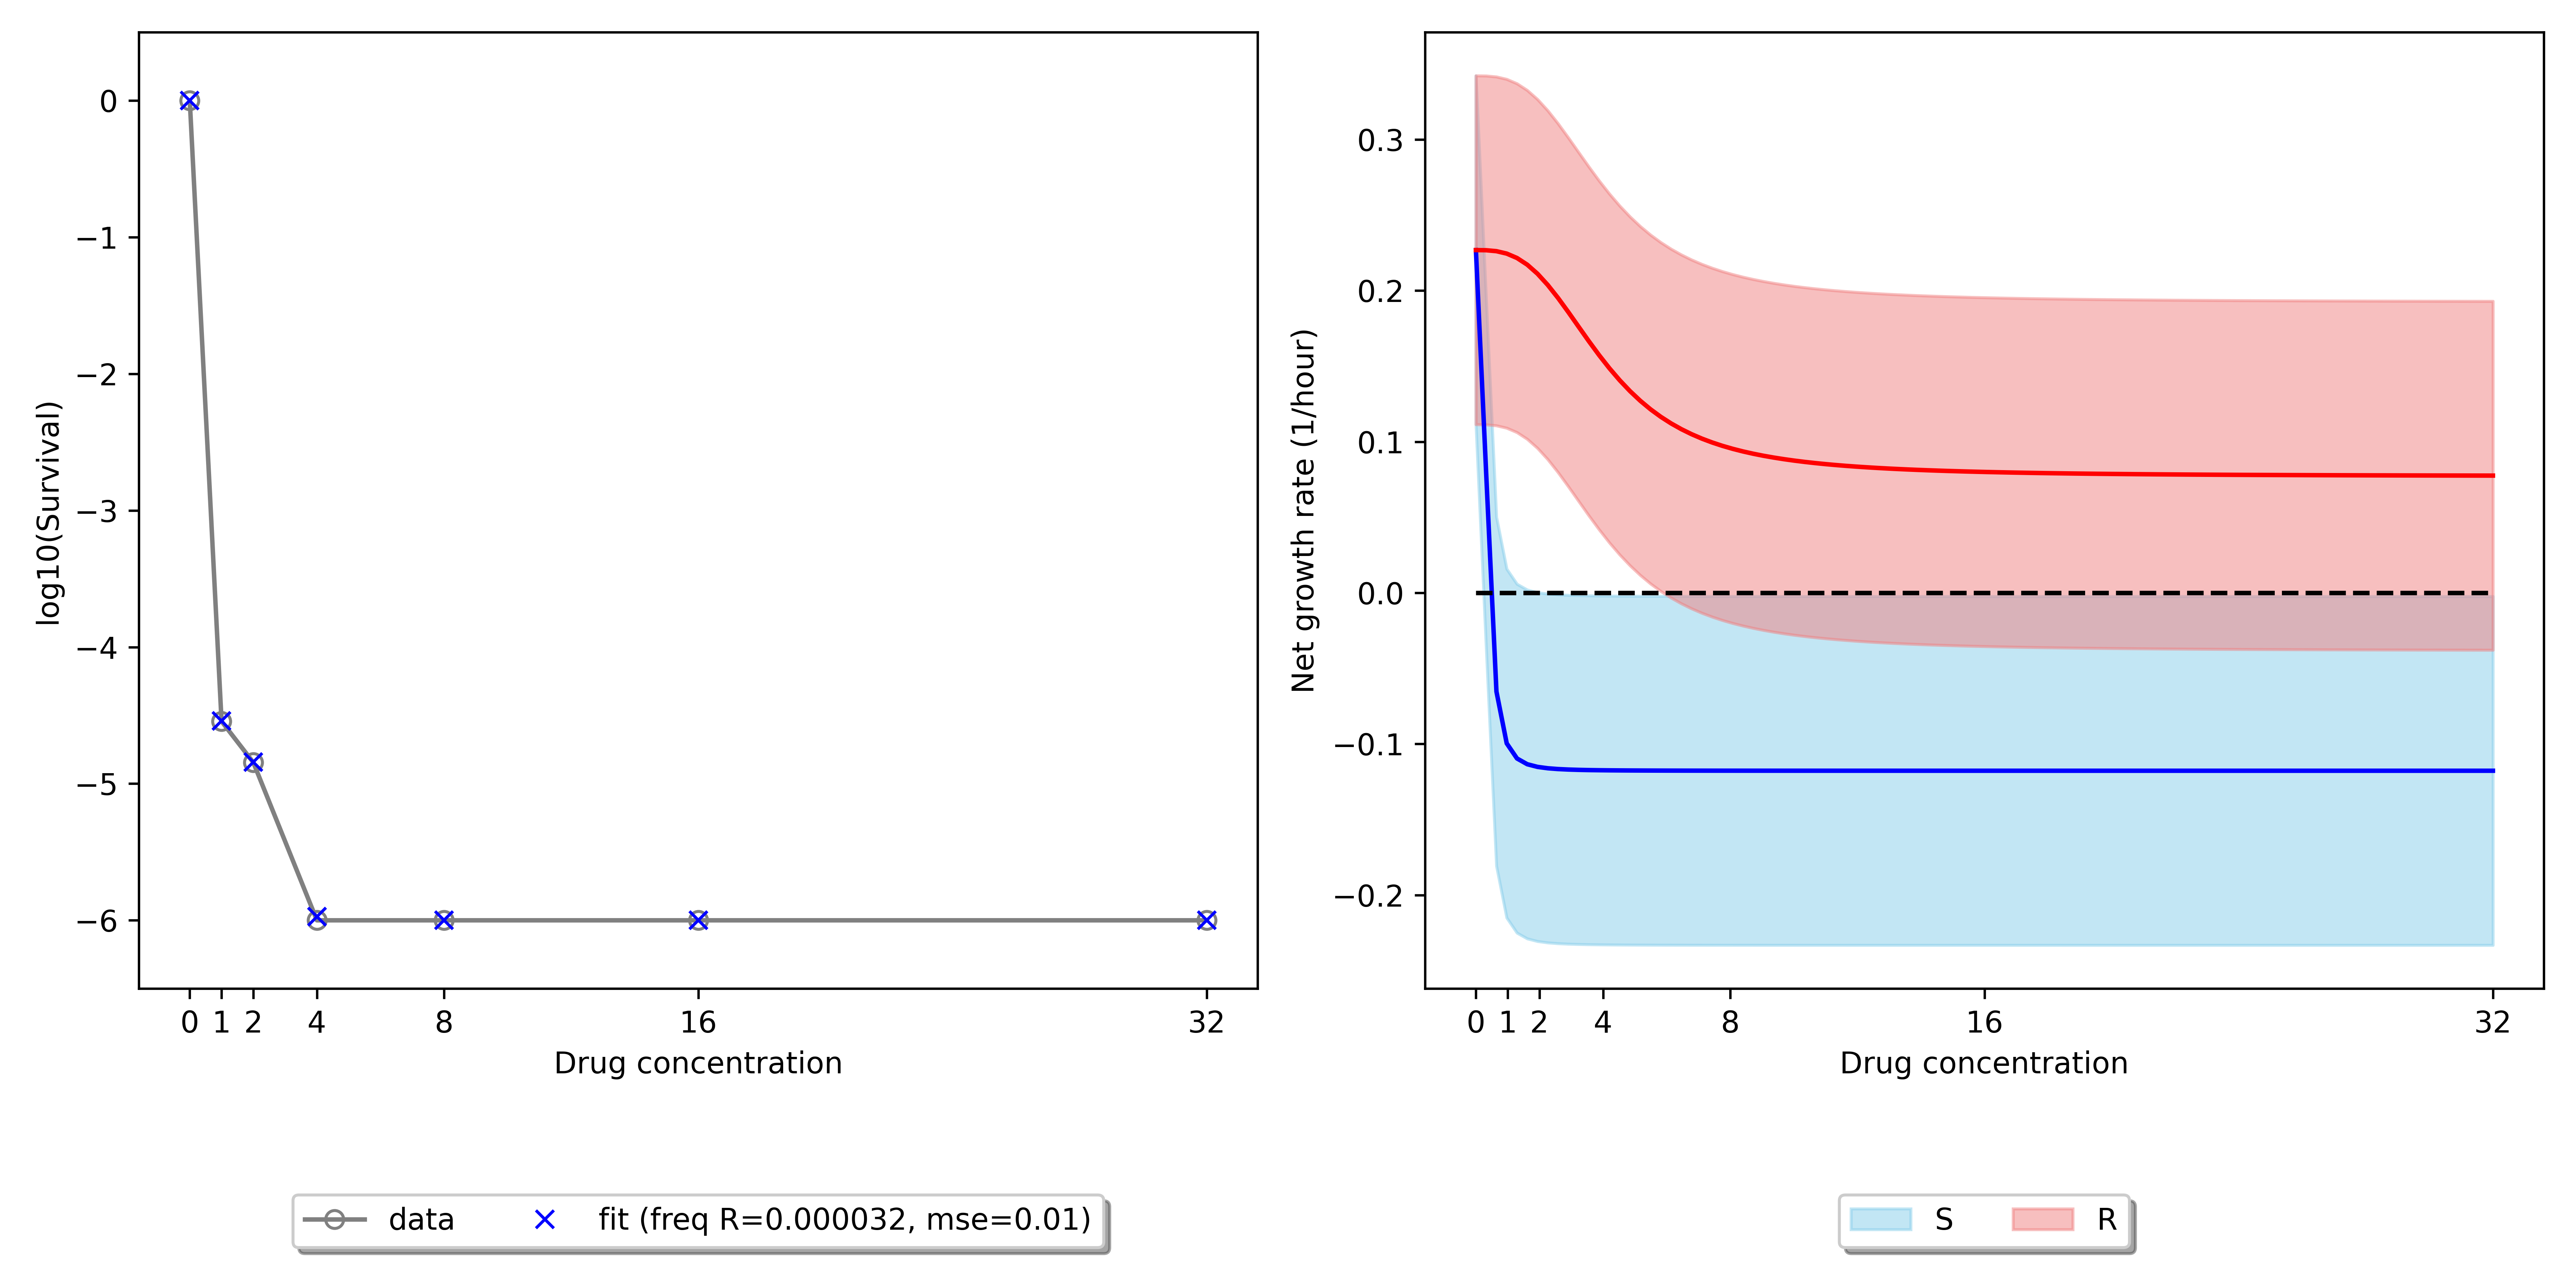 log10(Survival)
0
−1
−2
−3
−4
−5
−6
0 1 2 4 8 16 32
Drug concentration
data fit (freq R=0.000032, mse=0.01)
Net growth rate (1/hour)
0.3
0.2
0.1
0.0
−0.1
−0.2
0 1 2 4 8 16 32
Drug concentration
S R